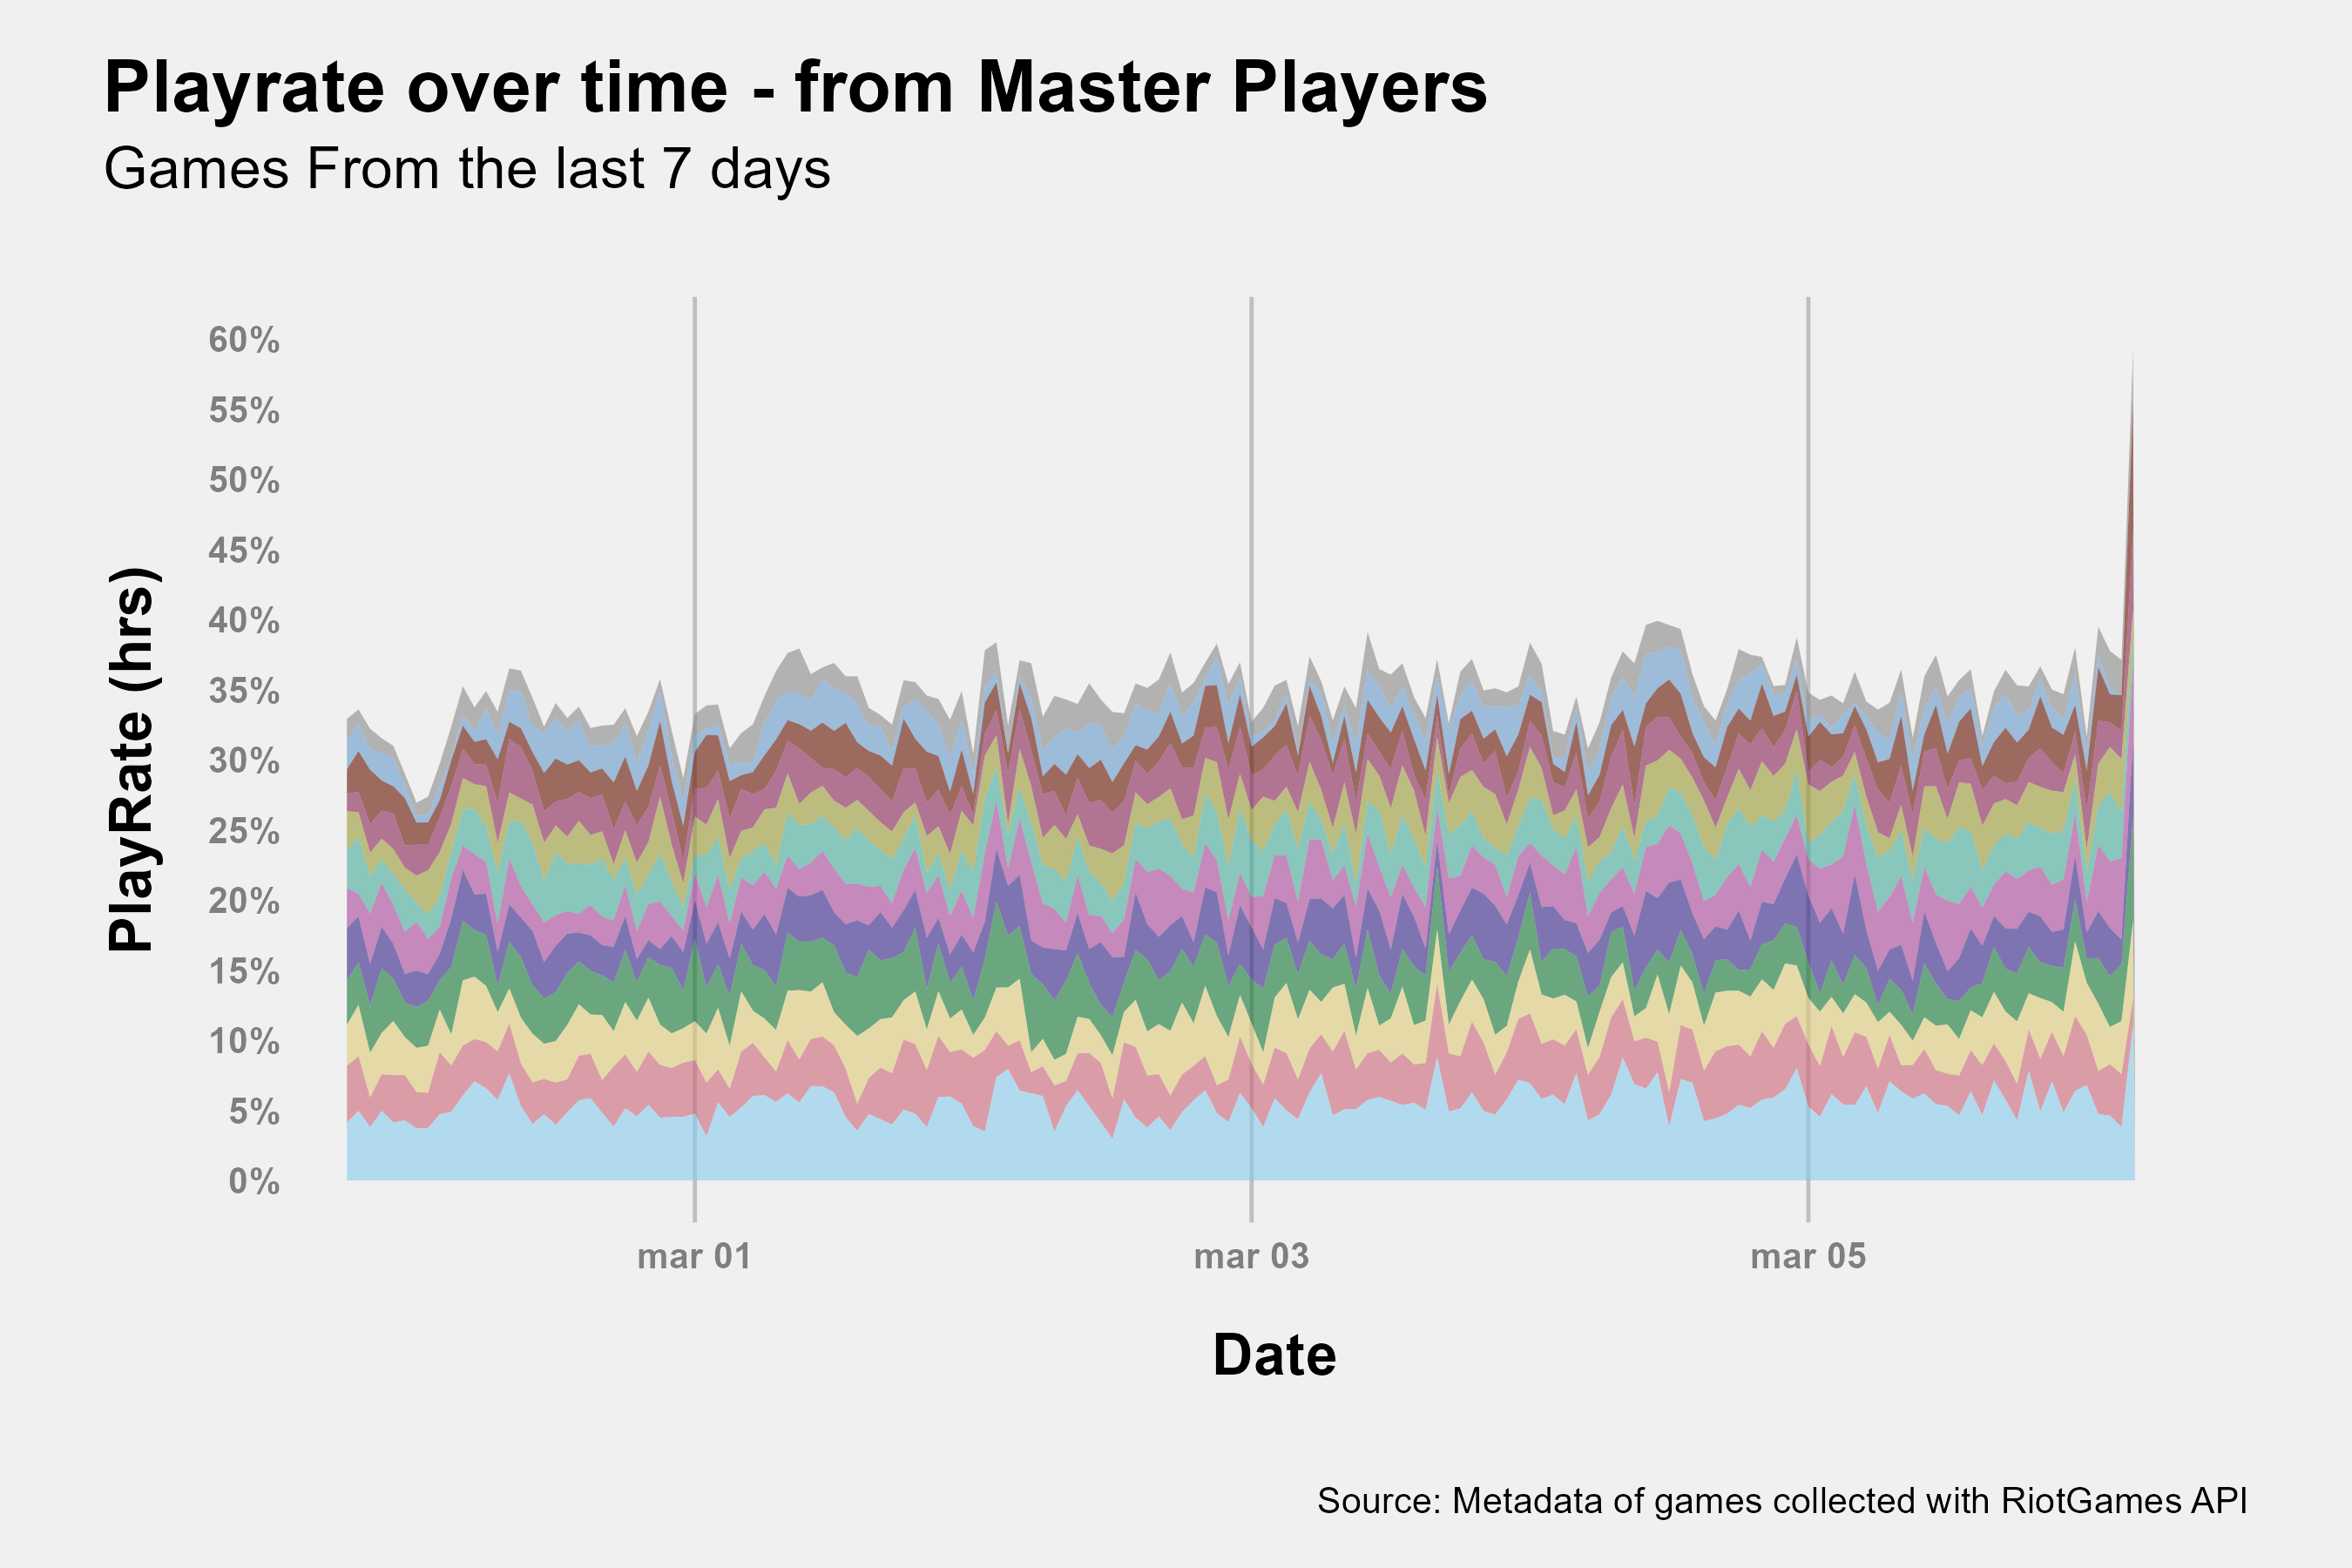 Playrate over time - from Master Players
Games From the last 7 days
PlayRate (hrs)
60%
55%
50%
45%
40%
35%
30%
25%
20%
15%
10%
5%
0%
mar 01
mar 03
mar 05
Date
Source: Metadata of games collected with RiotGames API